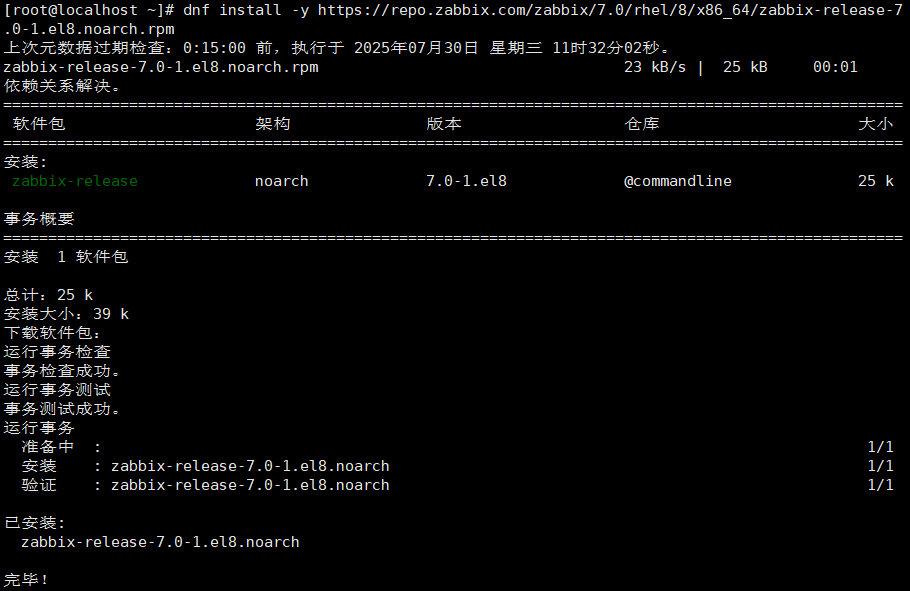 [root@localhost ~]# dnf install -y https://repo.zabbix.com/zabbix/7.0/rhel/8/x86_64/zabbix-release-7
.0-1.el8.noarch.rpm
上次元数据过期检查：0:15:00 前，执行于 2025年07月30日 星期三 11时32分02秒。
zabbix-release-7.0-1.el8.noarch.rpm 23 kB/s | 25 kB 00:01
依赖关系解决。
====================================================================================================
软件包 架构 版本 仓库 大小
====================================================================================================
安装:
zabbix-release noarch 7.0-1.el8 @commandline 25 k
事务概要
====================================================================================================
安装 1 软件包
总计：25 k
安装大小：39 k
下载软件包：
运行事务检查
事务检查成功。
运行事务测试
事务测试成功。
运行事务
准备中 : 1/1
安装 : zabbix-release-7.0-1.el8.noarch 1/1
验证 : zabbix-release-7.0-1.el8.noarch 1/1
已安装:
zabbix-release-7.0-1.el8.noarch
完毕！